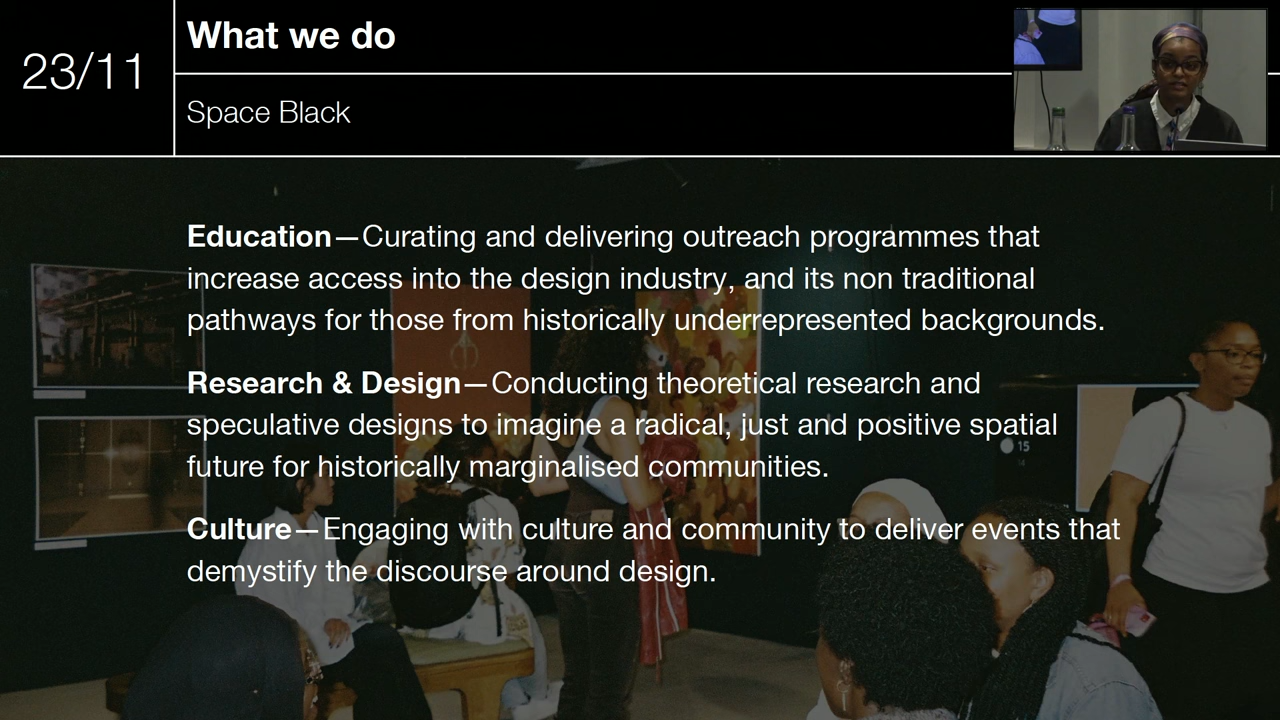 23/11
What we do
Space Black
Education—Curating and delivering outreach programmes that
increase access into the design industry, and its non traditional
pathways for those from historically underrepresented backgrounds.
Research & Design—Conducting theoretical research and
speculative designs to imagine a radical, just and positive spatial
future for historically marginalised communities.
Culture—Engaging with culture and community to deliver events that
demystify the discourse around design.
15
14